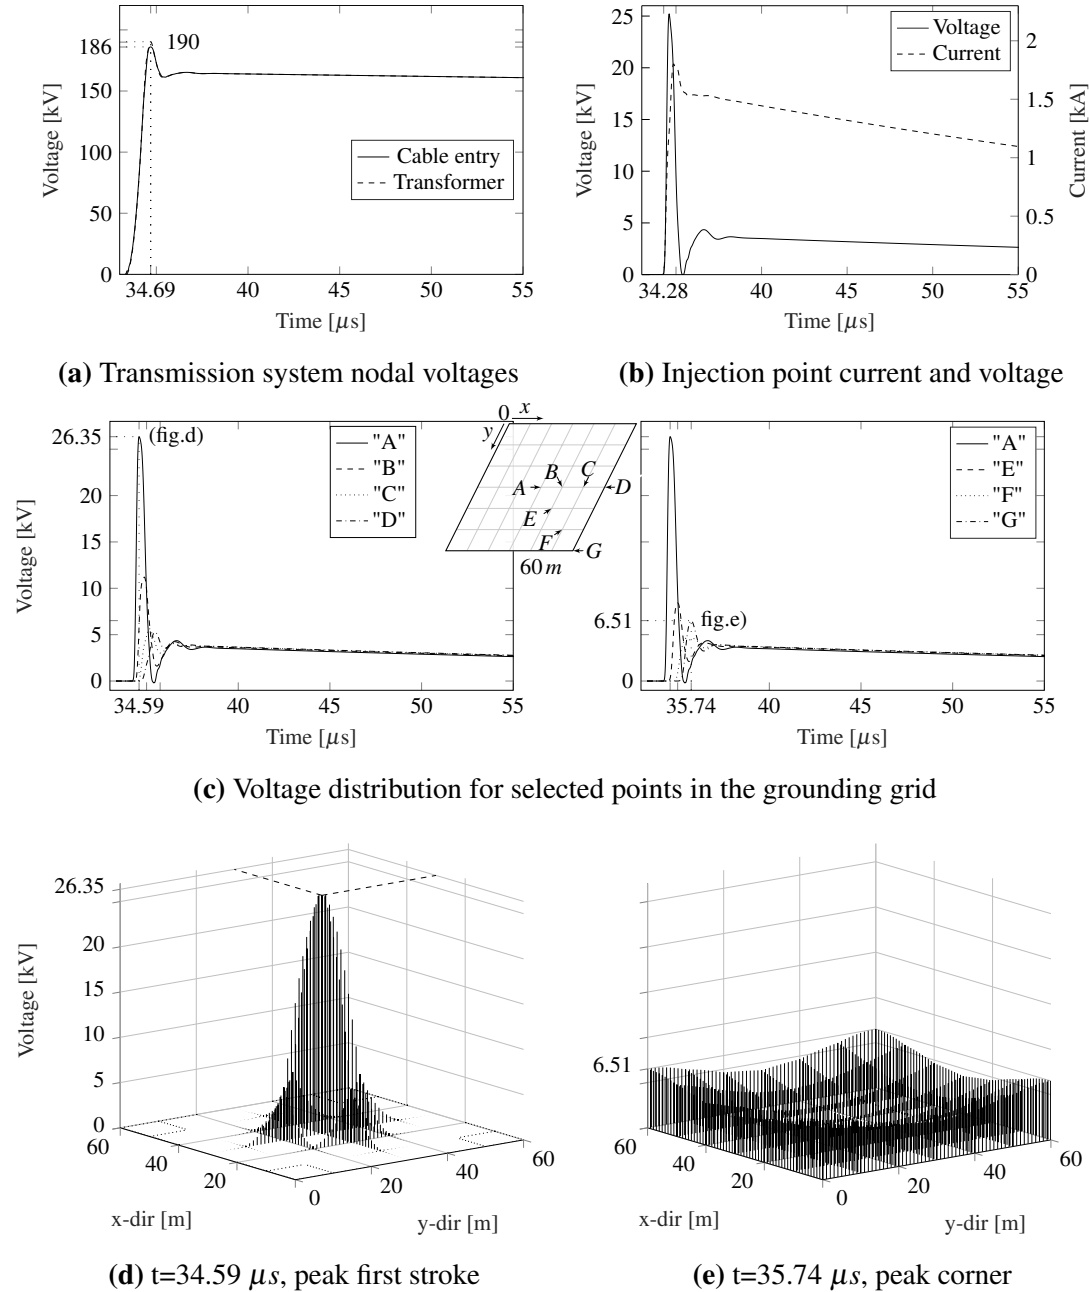 190
186
150
100
50
0
Voltage [kV]
Cable entry
Transformer
34.69 40 45 50 55
Time [μs]
(a) Transmission system nodal voltages
25
20
15
10
5
0
Voltage [kV]
Voltage
Current
2
1.5
1
0.5
0
Current [kA]
34.28 40 45 50 55
Time [μs]
(b) Injection point current and voltage
26.35
20
15
10
5
0
Voltage [kV]
(fig.d)
"A"
"B"
"C"
"D"
34.59 40 45 50 55
Time [μs]
0 x
y
B C
A D
E
F G
60 m
6.51
0
fig.e)
"A"
"E"
"F"
"G"
35.74 40 45 50 55
Time [μs]
(c) Voltage distribution for selected points in the grounding grid
26.35
20
15
10
5
0
Voltage [kV]
60
40
20
0
20
40
60
x-dir [m]
y-dir [m]
(d) t=34.59 μs, peak first stroke
6.51
60
40
20
0
20
40
60
x-dir [m]
y-dir [m]
(e) t=35.74 μs, peak corner